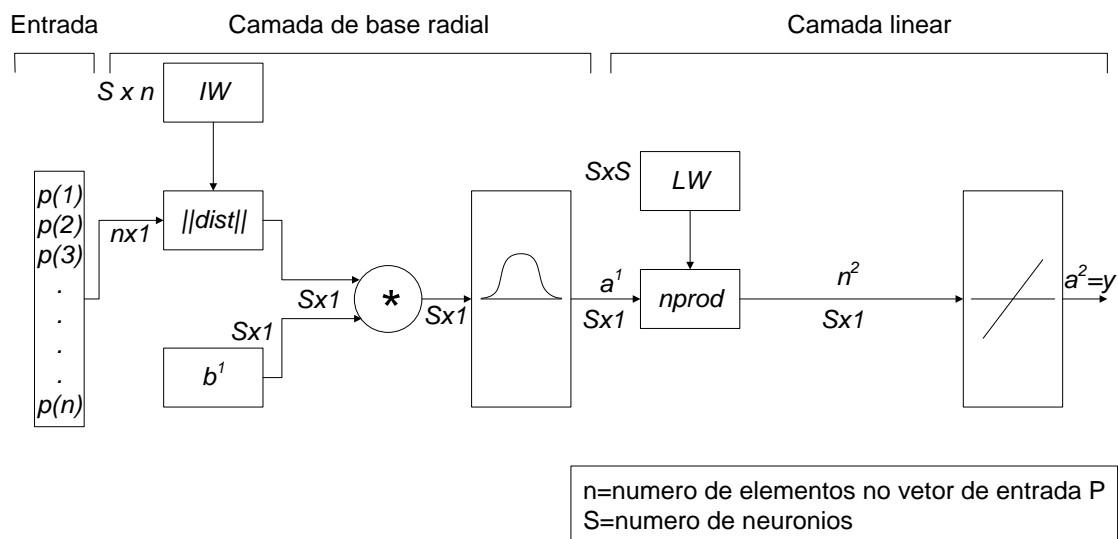 Entrada
Camada de base radial
Camada linear
S x n
IW
p(1)
p(2)
p(3)
.
.
.
.
p(n)
nx1
||dist||
Sx1
Sx1
b¹
*
Sx1
a¹
Sx1
SxS
LW
nprod
n²
Sx1
a²=y
n=numero de elementos no vetor de entrada P
S=numero de neuronios